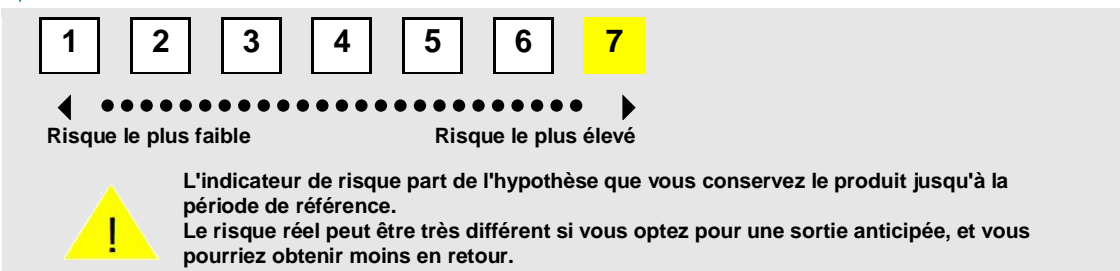 1 2 3 4 5 6 7
Risque le plus faible Risque le plus élevé
L'indicateur de risque part de l'hypothèse que vous conservez le produit jusqu'à la
période de référence.
Le risque réel peut être très différent si vous optez pour une sortie anticipée, et vous
pourriez obtenir moins en retour.
!